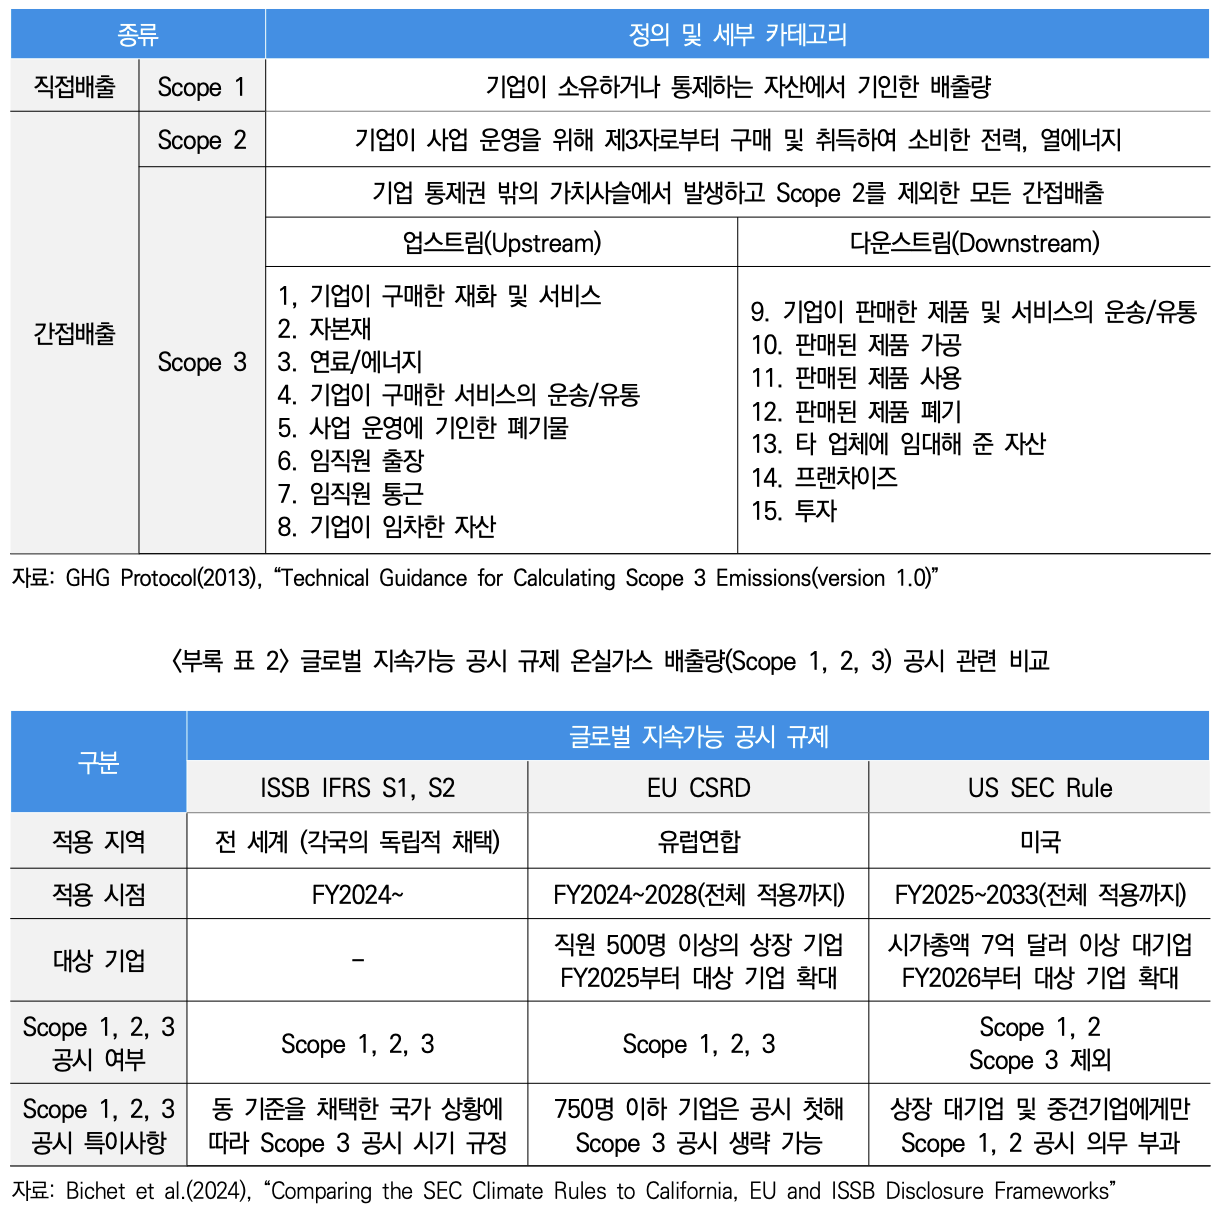 종류
정의 및 세부 카테고리
직접배출
Scope 1
기업이 소유하거나 통제하는 자산에서 기인한 배출량
간접배출
Scope 2
기업이 사업 운영을 위해 제3자로부터 구매 및 취득하여 소비한 전력, 열에너지
Scope 3
기업 통제권 밖의 가치사슬에서 발생하고 Scope 2를 제외한 모든 간접배출
업스트림(Upstream)
다운스트림(Downstream)
1, 기업이 구매한 재화 및 서비스
2. 자본재
3. 연료/에너지
4. 기업이 구매한 서비스의 운송/유통
5. 사업 운영에 기인한 폐기물
6. 임직원 출장
7. 임직원 통근
8. 기업이 임차한 자산
9. 기업이 판매한 제품 및 서비스의 운송/유통
10. 판매된 제품 가공
11. 판매된 제품 사용
12. 판매된 제품 폐기
13. 타 업체에 임대해 준 자산
14. 프랜차이즈
15. 투자
자료: GHG Protocol(2013), “Technical Guidance for Calculating Scope 3 Emissions(version 1.0)”
〈부록 표 2〉 글로벌 지속가능 공시 규제 온실가스 배출량(Scope 1, 2, 3) 공시 관련 비교
구분
글로벌 지속가능 공시 규제
ISSB IFRS S1, S2
EU CSRD
US SEC Rule
적용 지역
전 세계 (각국의 독립적 채택)
유럽연합
미국
적용 시점
FY2024~
FY2024~2028(전체 적용까지)
FY2025~2033(전체 적용까지)
대상 기업
–
직원 500명 이상의 상장 기업
FY2025부터 대상 기업 확대
시가총액 7억 달러 이상 대기업
FY2026부터 대상 기업 확대
Scope 1, 2, 3
공시 여부
Scope 1, 2, 3
Scope 1, 2, 3
Scope 1, 2
Scope 3 제외
Scope 1, 2, 3
공시 특이사항
동 기준을 채택한 국가 상황에
따라 Scope 3 공시 시기 규정
750명 이하 기업은 공시 첫해
Scope 3 공시 생략 가능
상장 대기업 및 중견기업에게만
Scope 1, 2 공시 의무 부과
자료: Bichet et al.(2024), “Comparing the SEC Climate Rules to California, EU and ISSB Disclosure Frameworks”